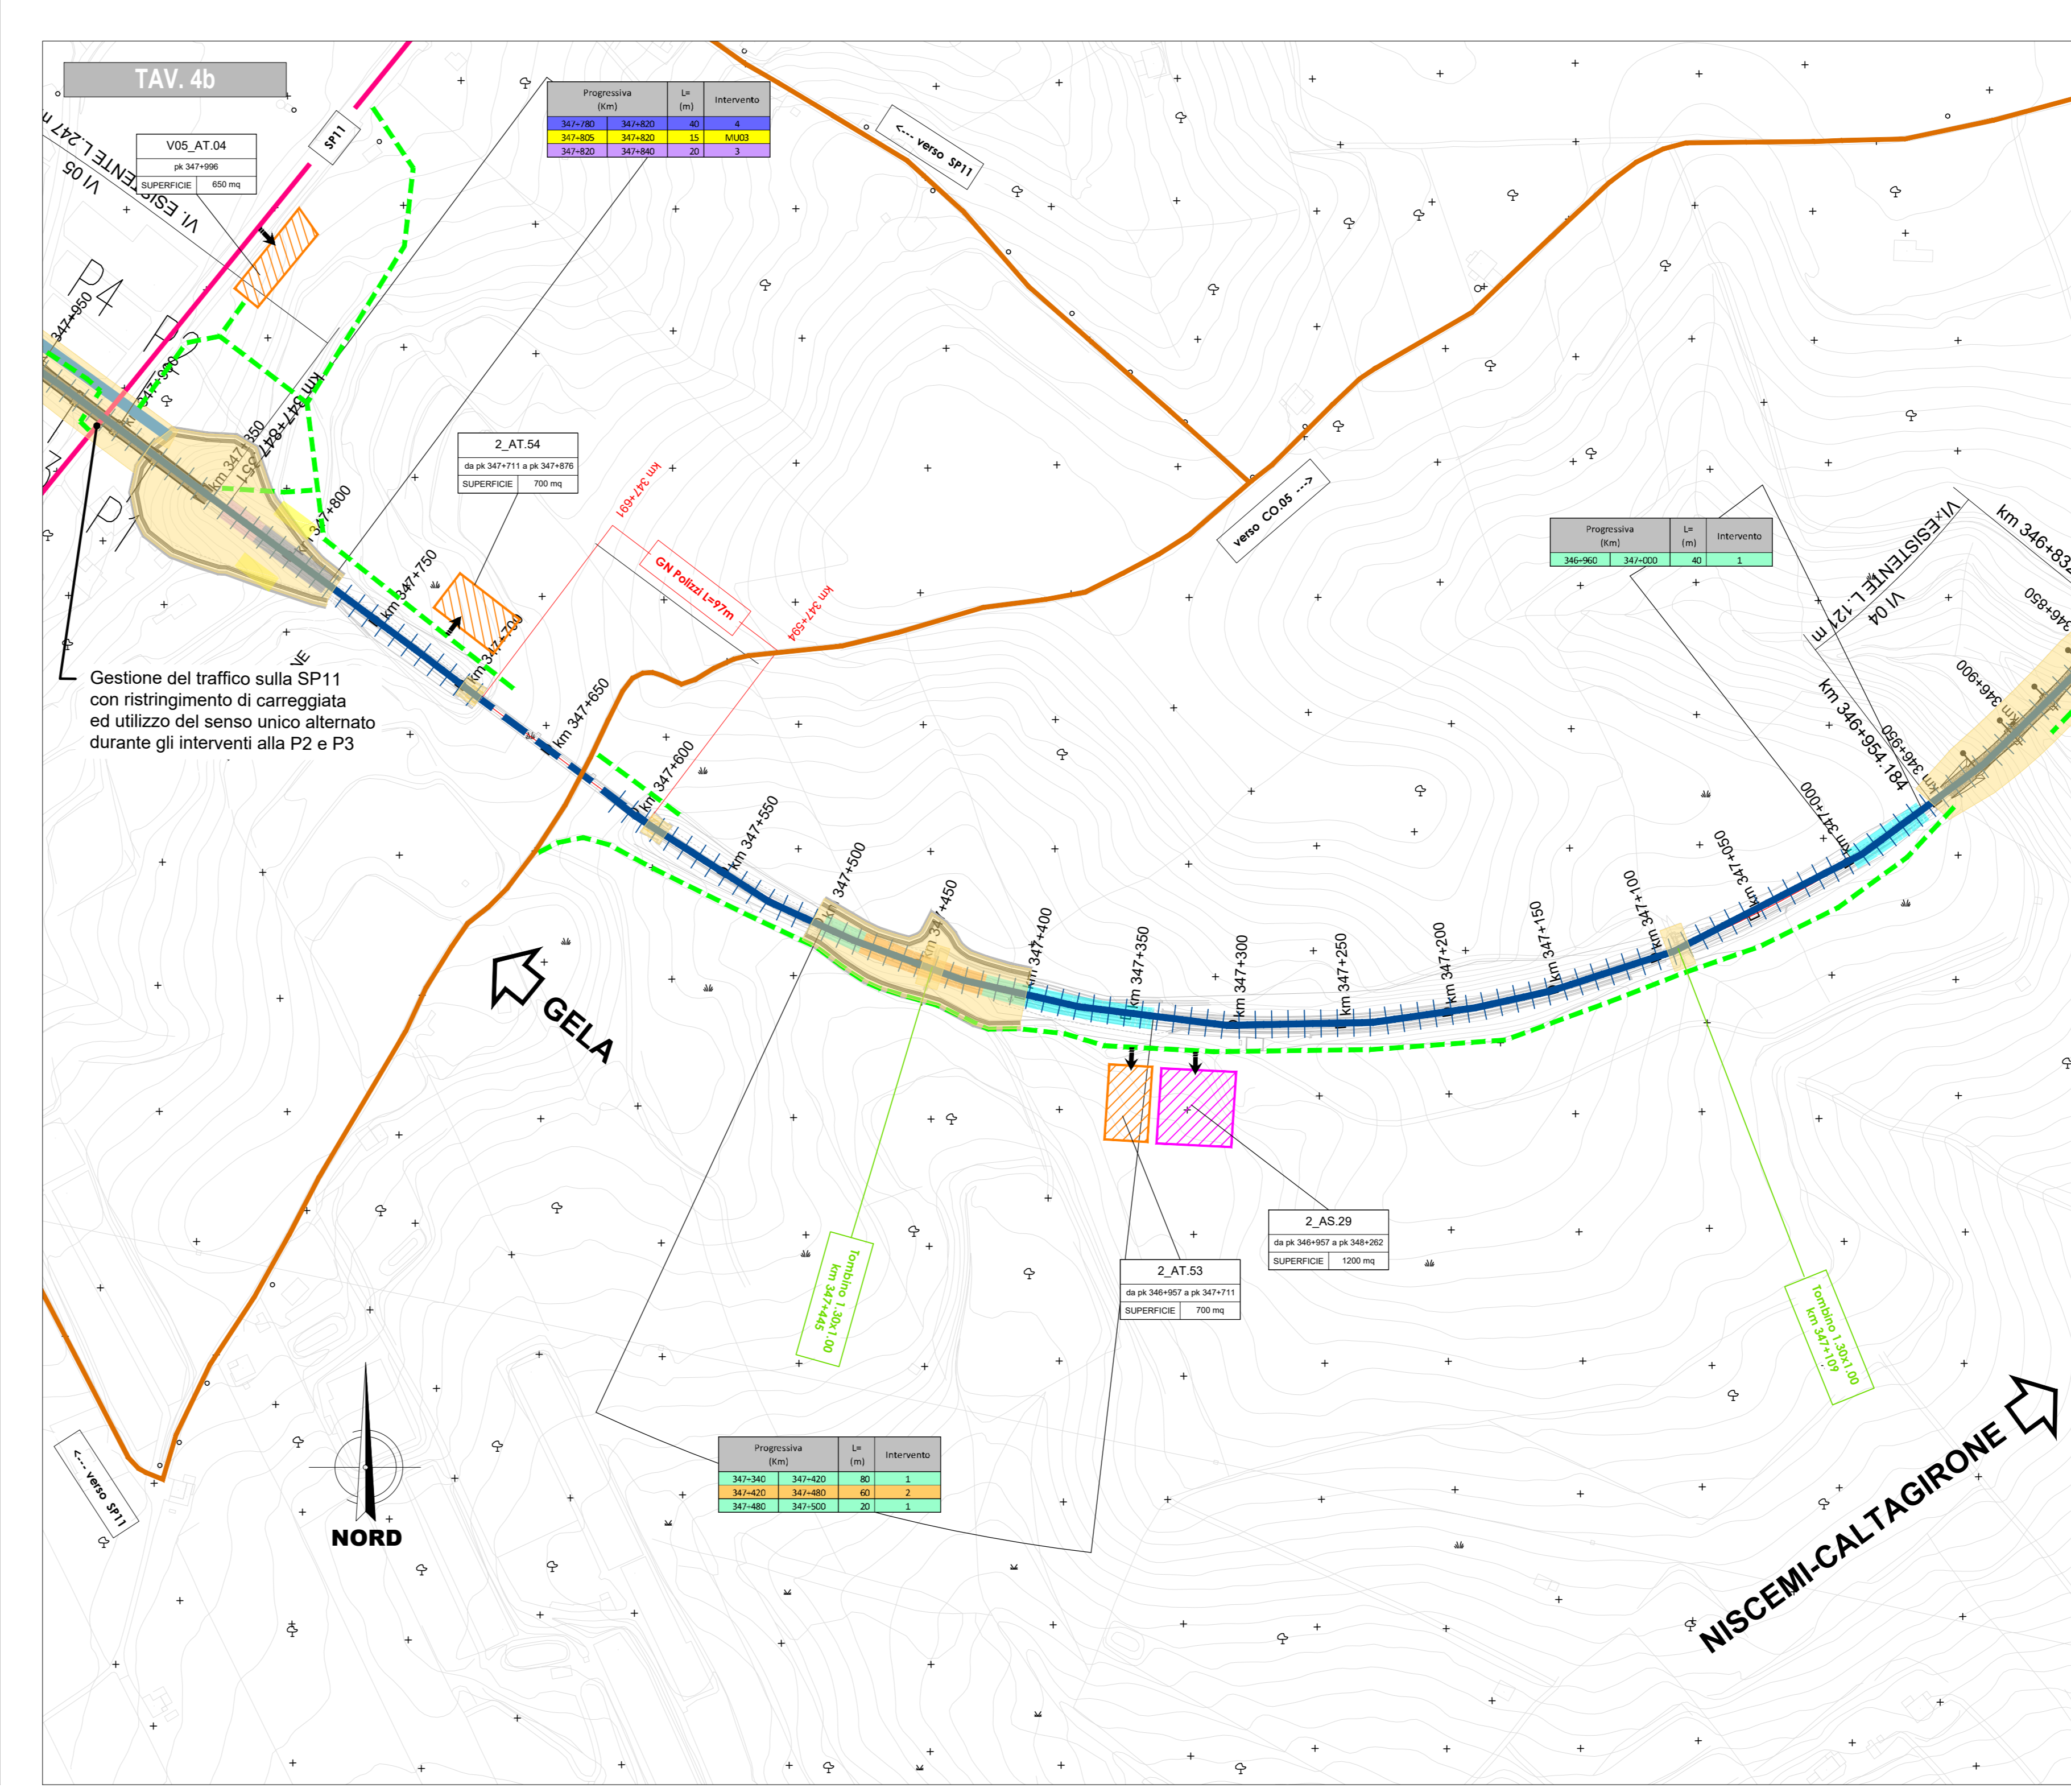 TAV. 4b
V05_AT.04
pk 347+996
SUPERFICIE 650 mq
SP11
VI. ESISTENTE L.247 m
VI 05
Progressiva (Km) L= (m) Intervento
347+780 347+820 40 4
347+805 347+820 15 MU03
347+820 347+840 20 3
<--- verso SP11
P4
347+950
km 347+800
km 347+750
km 347+700
km 347+650
km 347+600
km 347+550
km 347+500
km 347+450
km 347+400
km 347+350
km 347+300
km 347+250
km 347+200
km 347+150
km 347+100
km 347+050
km 347+000
km 346+950
km 346+900
346+850
2_AT.54
da pk 347+711 a pk 347+876
SUPERFICIE 700 mq
km 347+691
GN Polizzi L=97m
km 347+594
verso CO.05 --->
Progressiva (Km) L= (m) Intervento
346+960 347+000 40 1
VI ESISTENTE L.121 m
VI 04
km 346+954.184
Gestione del traffico sulla SP11
con ristringimento di carreggiata
ed utilizzo del senso unico alternato
durante gli interventi alla P2 e P3
GELA
2_AS.29
da pk 346+957 a pk 348+262
SUPERFICIE 1200 mq
2_AT.53
da pk 346+957 a pk 347+711
SUPERFICIE 700 mq
Tombino 1.30x1.00
km 347+445
Tombino 1.30x1.00
km 347+109
Progressiva (Km) L= (m) Intervento
347+340 347+420 80 1
347+420 347+480 60 2
347+480 347+500 20 1
<--- verso SP11
NORD
NISCEMI-CALTAGIRONE